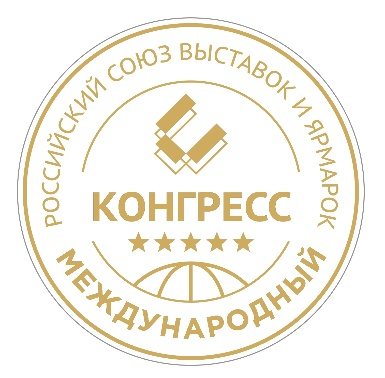 РОССИЙСКИЙ СОЮЗ ВЫСТАВОК И ЯРМАРОК
КОНГРЕСС
МЕЖДУНАРОДНЫЙ